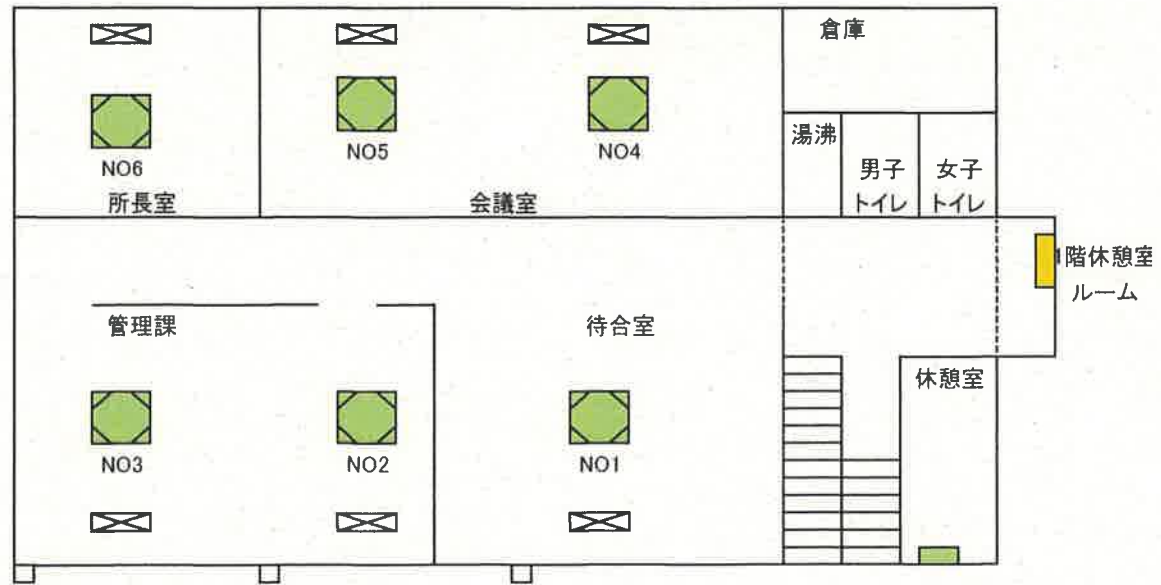 倉庫
NO6
NO5
NO4
湯沸
男子
トイレ
女子
トイレ
所長室
会議室
1階休憩室
ルーム
管理課
待合室
休憩室
NO3
NO2
NO1